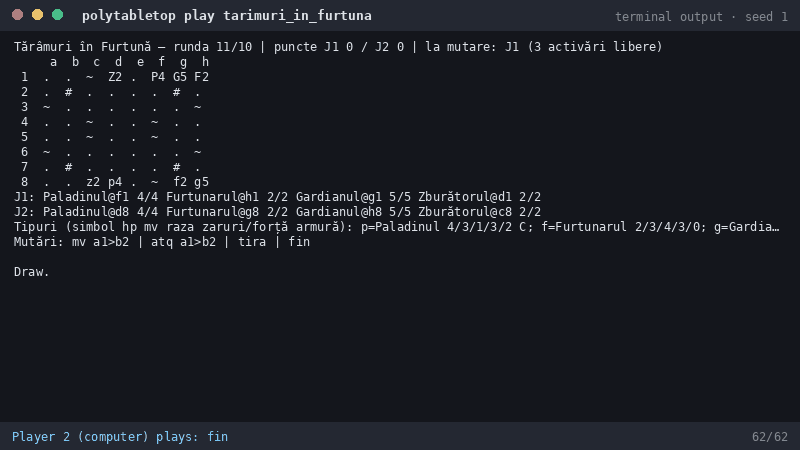 polytabletop play tarimuri_in_furtuna
terminal output · seed 1
Tărâmuri în Furtună — runda 11/10 | puncte J1 0 / J2 0 | la mutare: J1 (3 activări libere)
a b c d e f g h
1 . . ~ Z2 . P4 G5 F2
2 . # . . . . # .
3 ~ . . . . . . ~
4 . . ~ . . ~ . .
5 . . ~ . . ~ . .
6 ~ . . . . . . ~
7 . # . . . . # .
8 . . z2 p4 . ~ f2 g5
J1: Paladinul@f1 4/4 Furtunarul@h1 2/2 Gardianul@g1 5/5 Zburătorul@d1 2/2
J2: Paladinul@d8 4/4 Furtunarul@g8 2/2 Gardianul@h8 5/5 Zburătorul@c8 2/2
Tipuri (simbol hp mv raza zaruri/forță armură): p=Paladinul 4/3/1/3/2 C; f=Furtunarul 2/3/4/3/0; g=Gardia…
Mutări: mv a1>b2 | atq a1>b2 | tira | fin
Draw.
Player 2 (computer) plays: fin
62/62